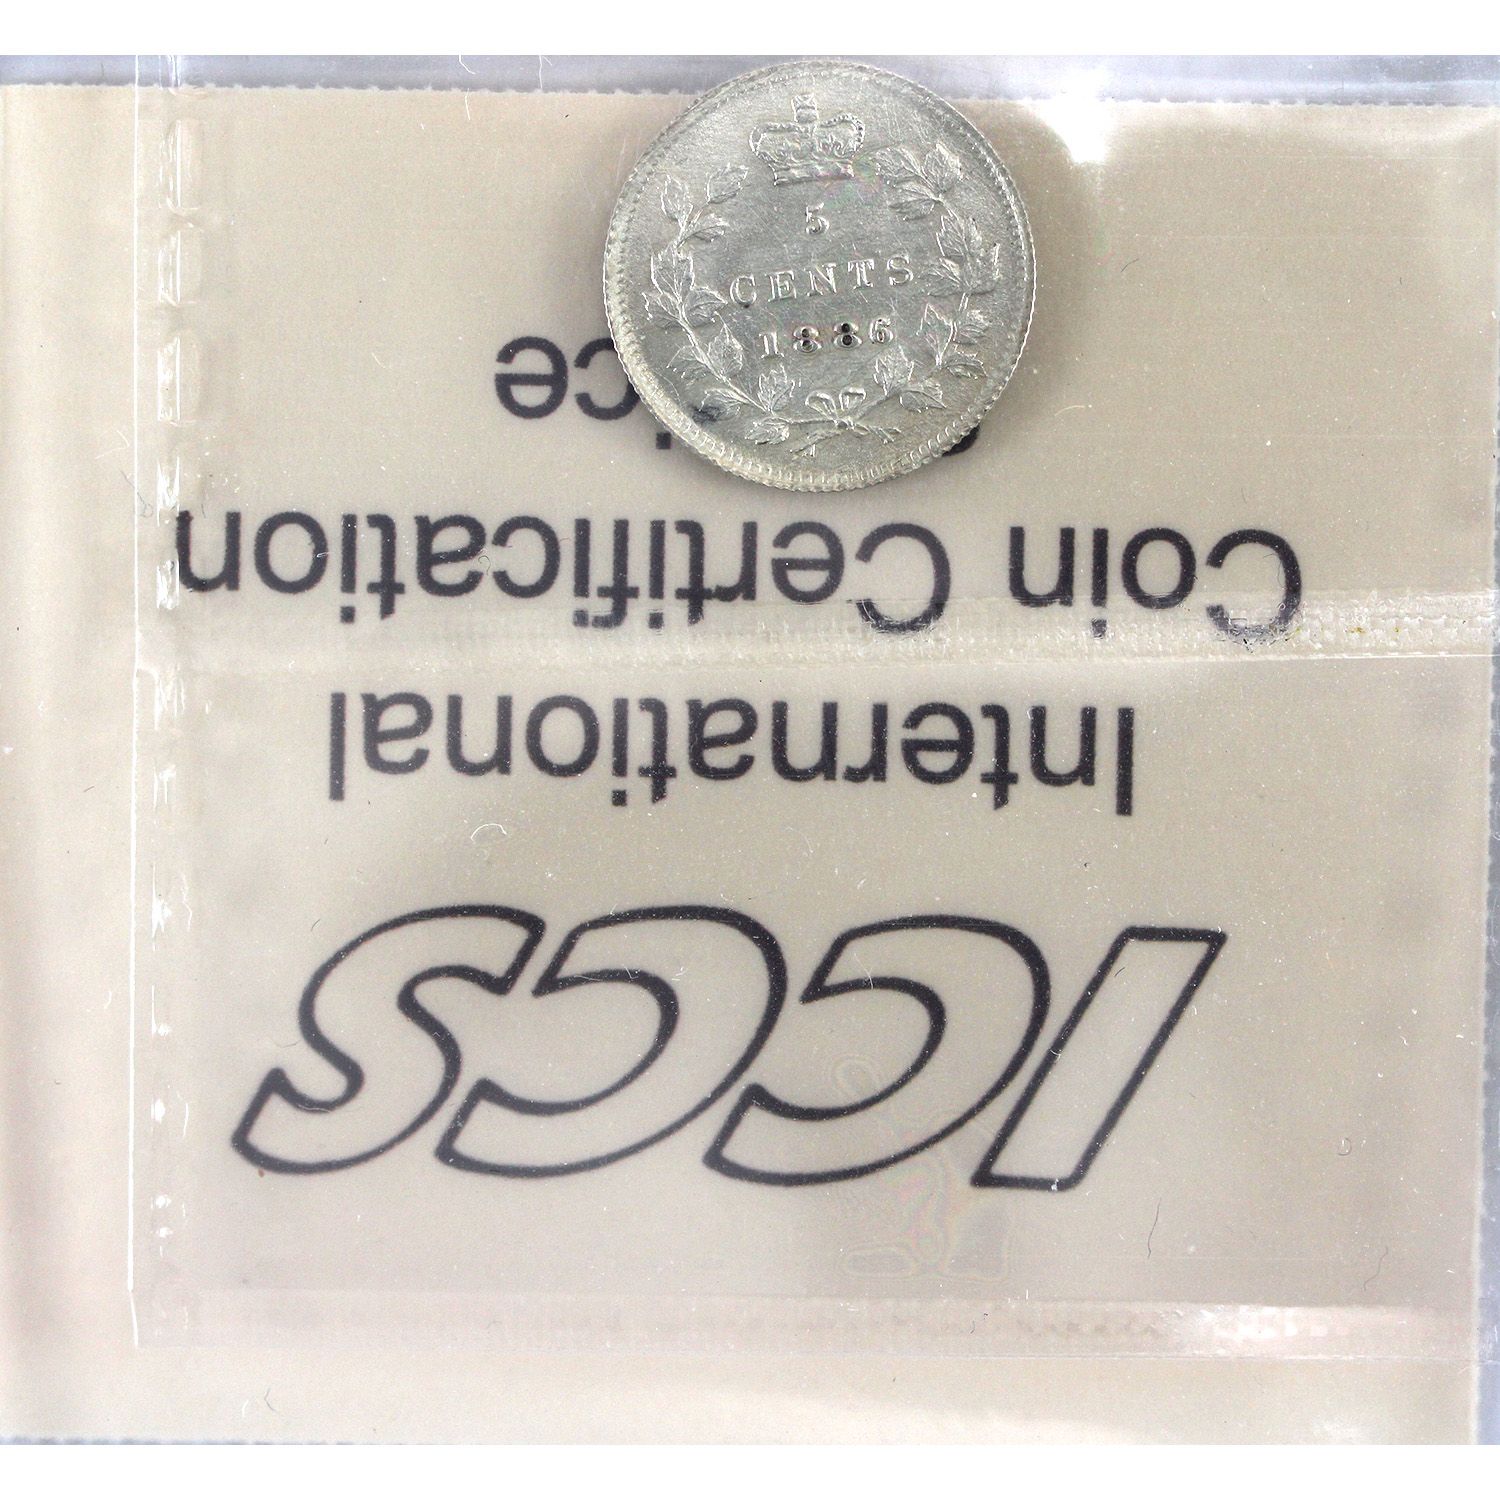 5
CENTS
1886
ICCS
International
Coin Certification